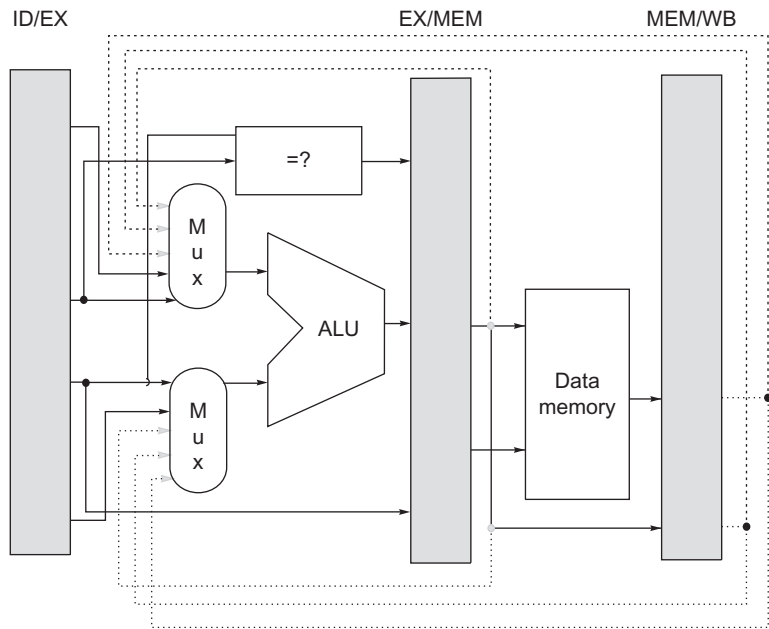 ID/EX
EX/MEM
MEM/WB
=?
M
u
x
ALU
M
u
x
Data
memory